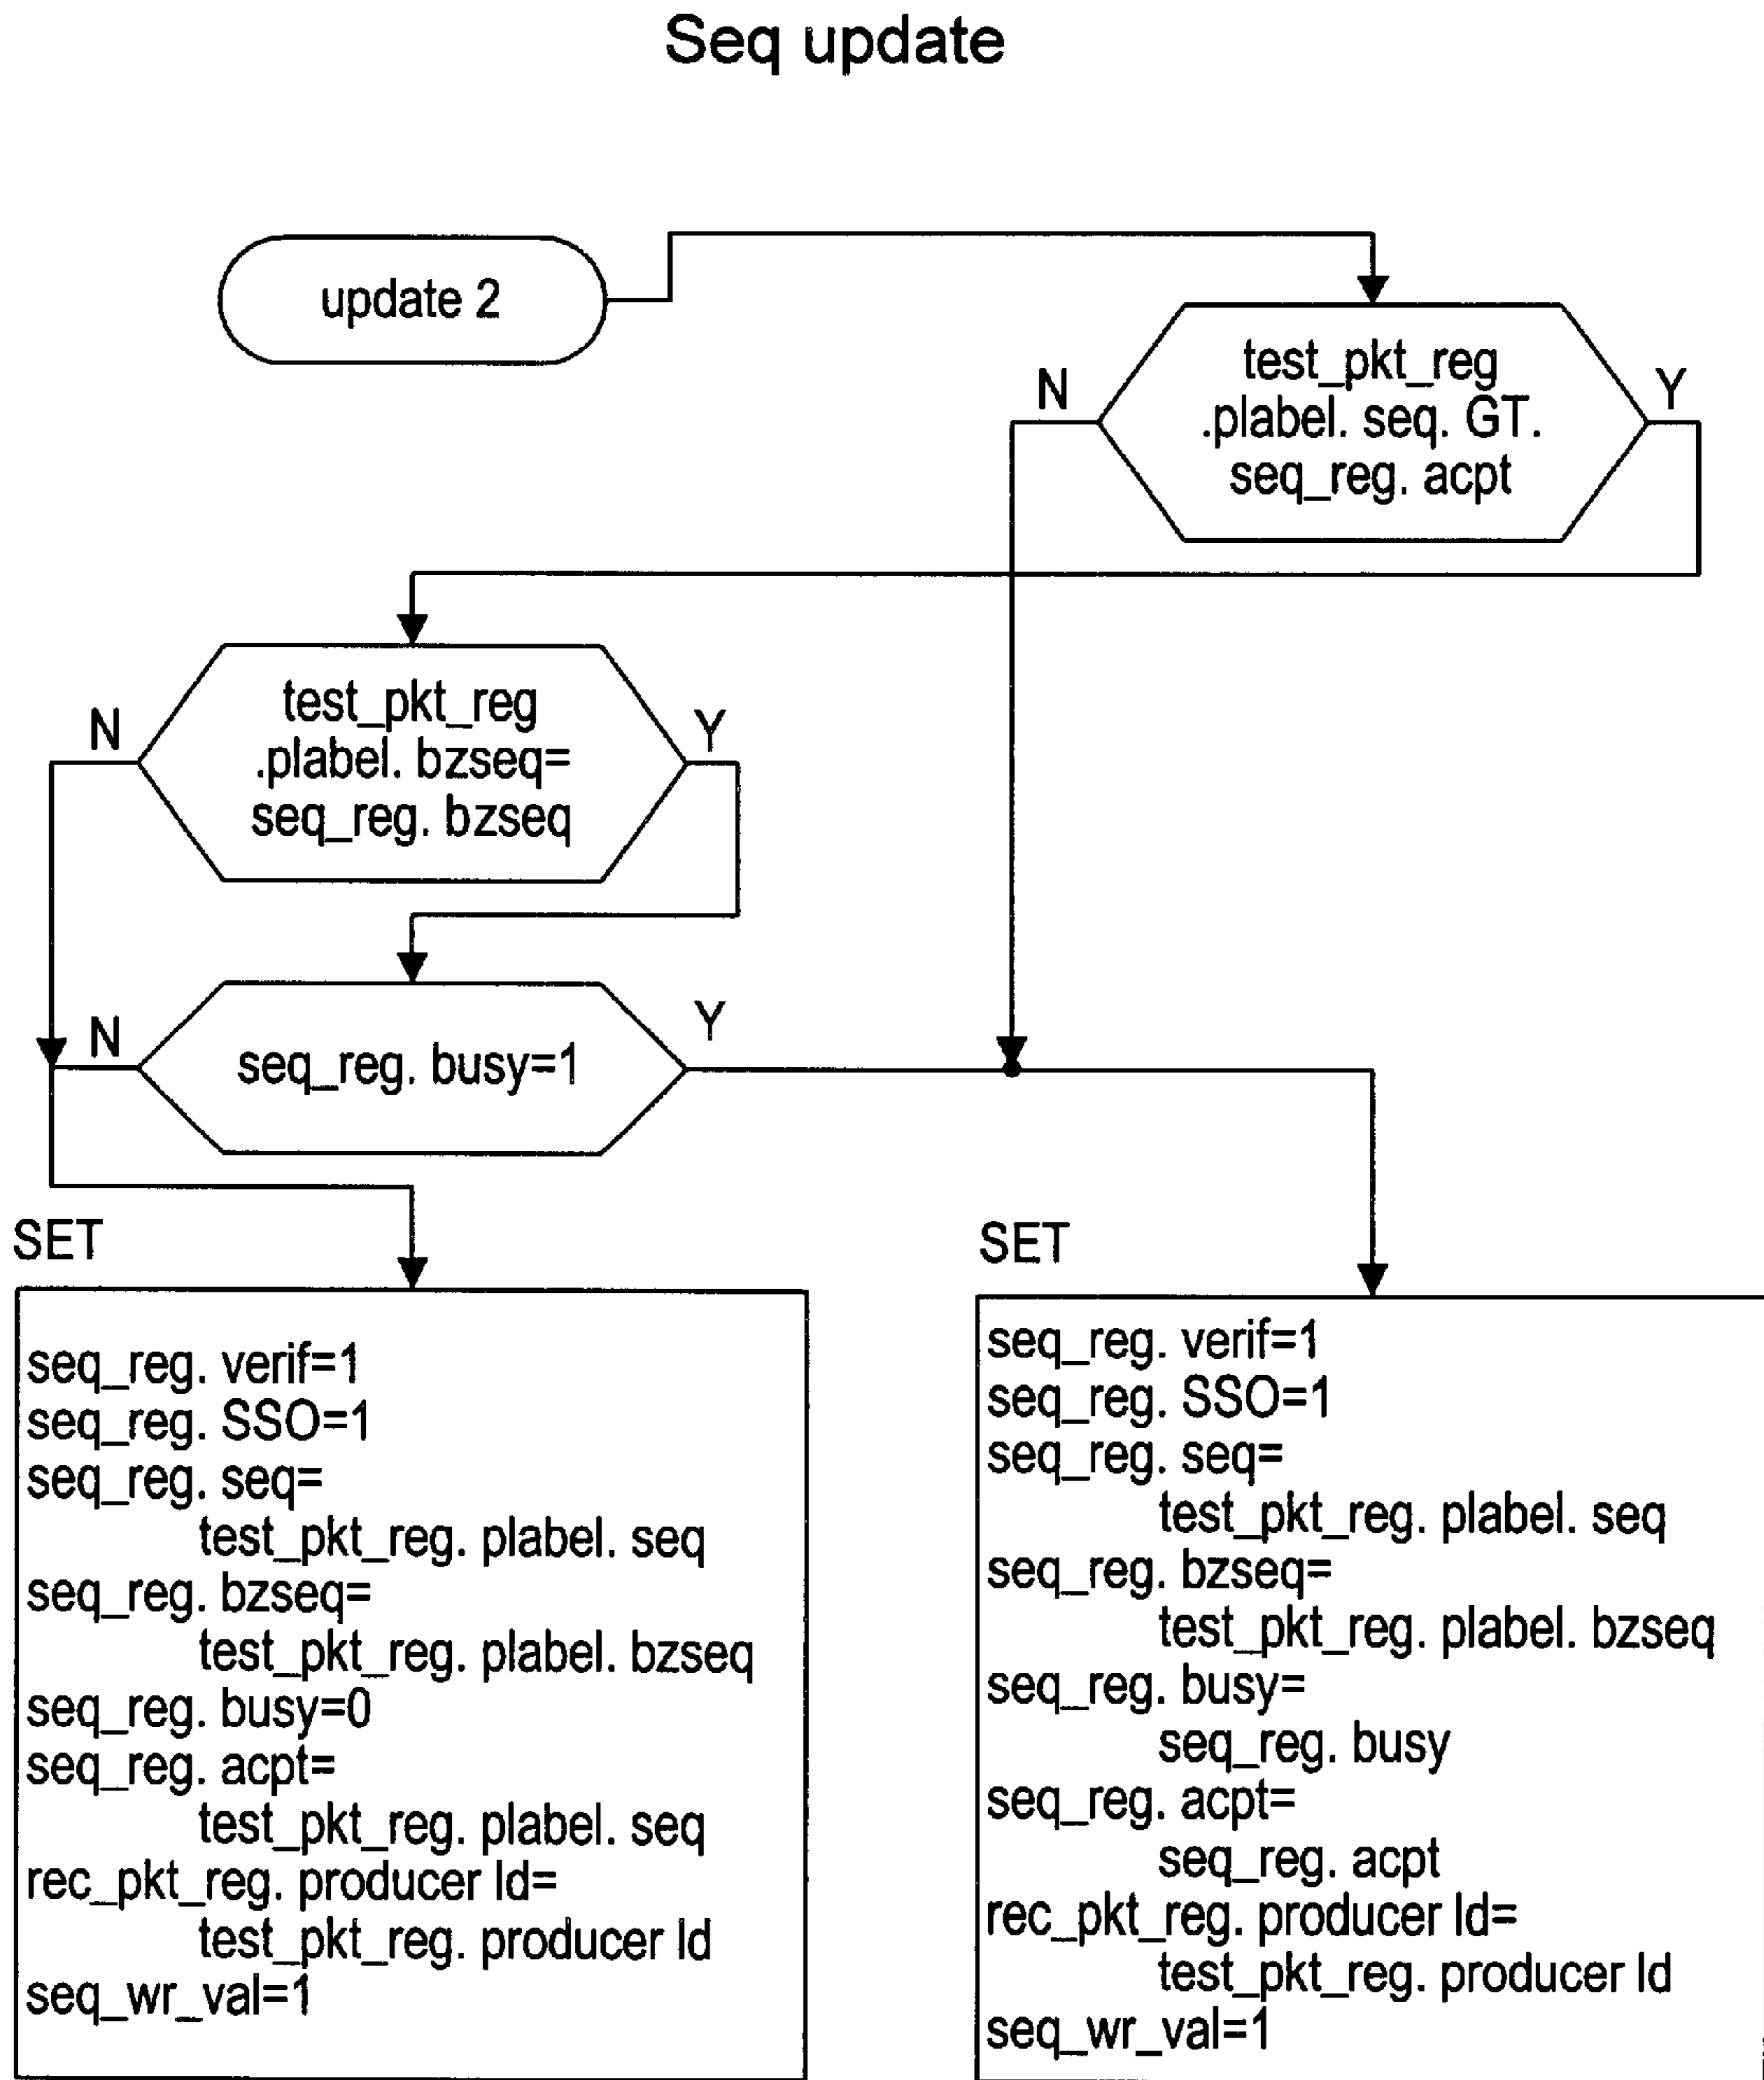 Seq update
update 2
test_pkt_reg
.plabel. seq. GT.
seq_reg. acpt
N
Y
test_pkt_reg
.plabel. bzseq=
seq_reg. bzseq
N
Y
seq_reg. busy=1
N
Y
SET
seq_reg. verif=1
seq_reg. SSO=1
seq_reg. seq=
test_pkt_reg. plabel. seq
seq_reg. bzseq=
test_pkt_reg. plabel. bzseq
seq_reg. busy=0
seq_reg. acpt=
test_pkt_reg. plabel. seq
rec_pkt_reg. producer Id=
test_pkt_reg. producer Id
seq_wr_val=1
SET
seq_reg. verif=1
seq_reg. SSO=1
seq_reg. seq=
test_pkt_reg. plabel. seq
seq_reg. bzseq=
test_pkt_reg. plabel. bzseq
seq_reg. busy=
seq_reg. busy
seq_reg. acpt=
seq_reg. acpt
rec_pkt_reg. producer Id=
test_pkt_reg. producer Id
seq_wr_val=1